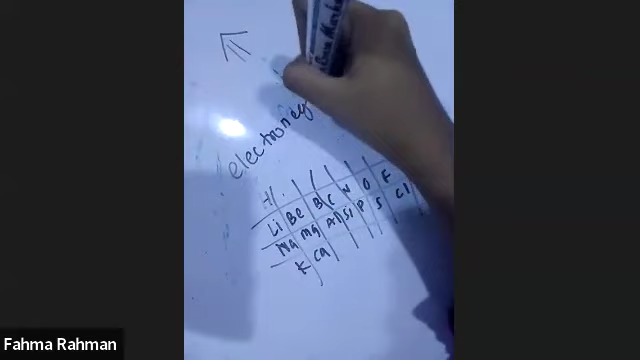 electroneg
H
Li Be B C N O F
Na Mg Al Si P S Cl
K Ca
Fahma Rahman